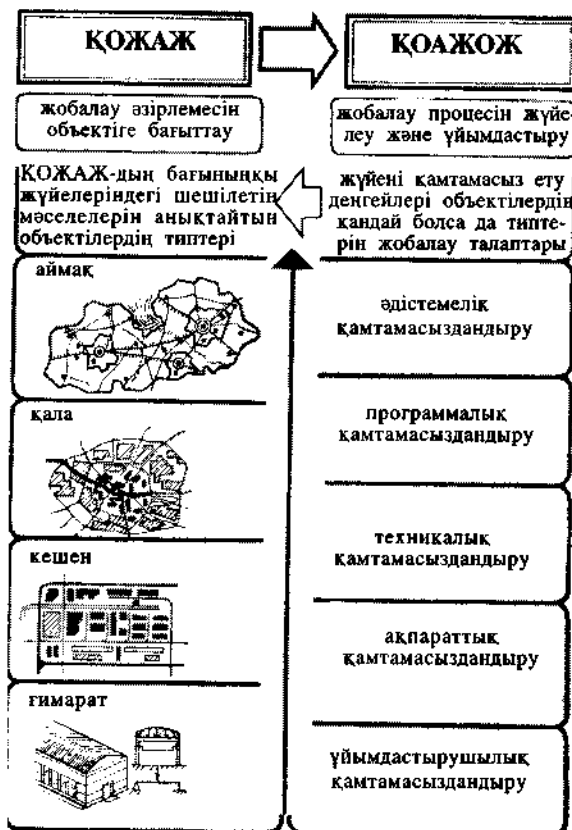 ҚОЖАЖ
ҚОАЖОЖ
жобалау әзірлемесін
объектіге бағыттау
жобалау процесін жүйе-
леу және ұйымдастыру
ҚОЖАЖ-дың бағыныңқы
жүйелеріндегі шешілетін
мәселелерін анықтайтын
объектілердің типтері
жүйені қамтамасыз ету
денгейлері объектілердің
қандай болса да типте-
рін жобалау талаптары
аймақ
қала
кешен
ғимарат
әдістемелік
қамтамасыздандыру
программалық
қамтамасыздандыру
техникалық
қамтамасыздандыру
ақпараттық
қамтамасыздандыру
ұйымдастырушылық
қамтамасыздандыру